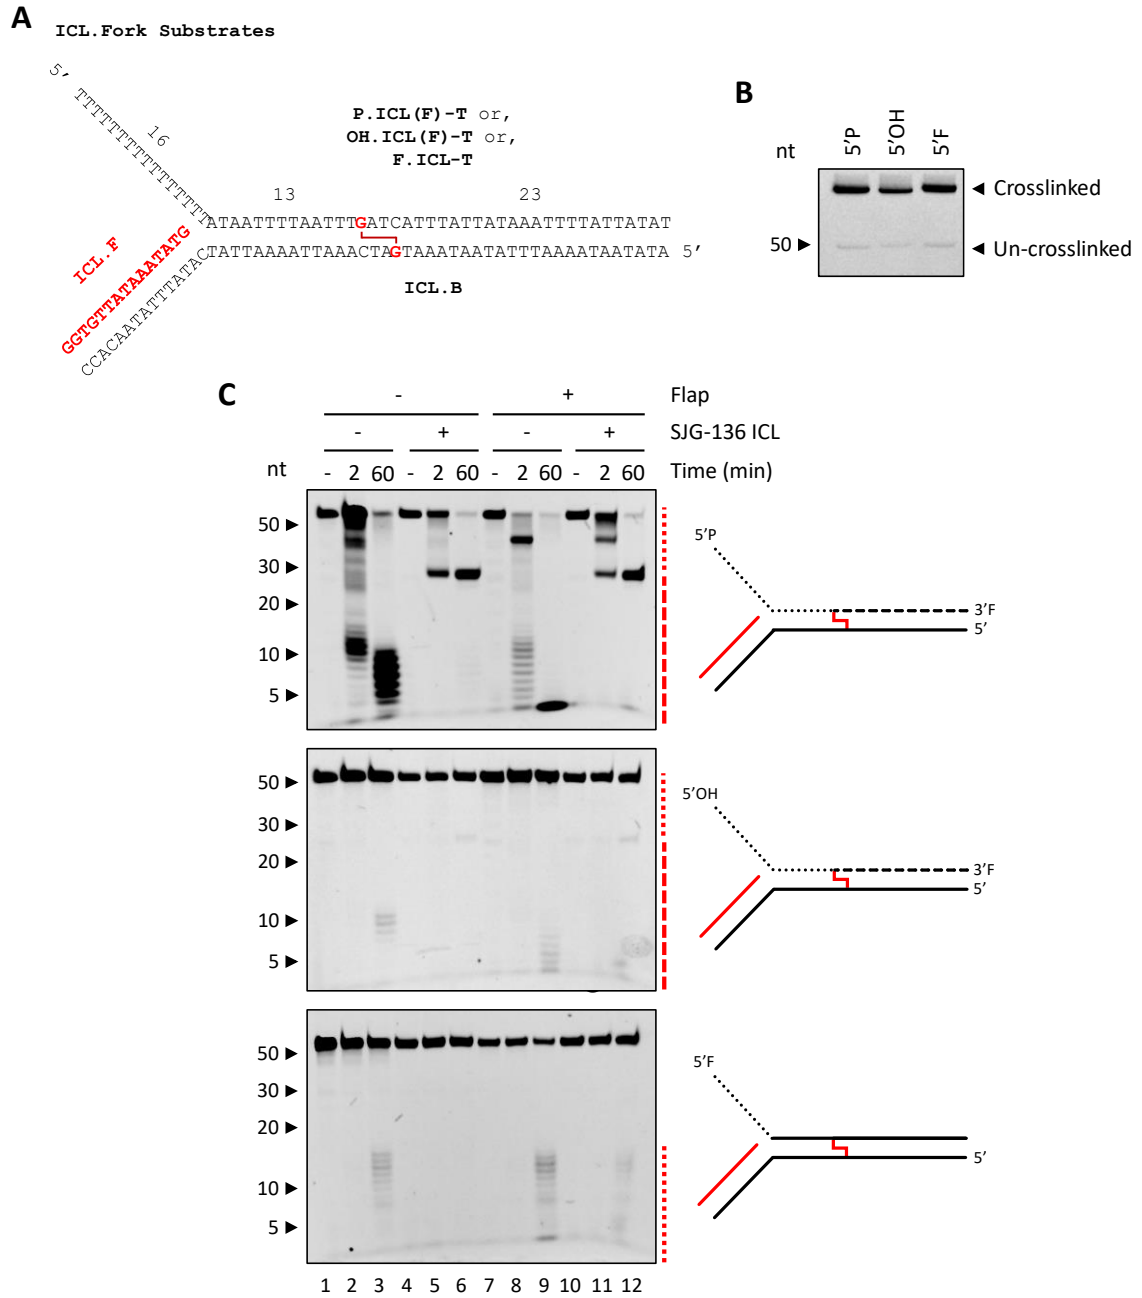 A
ICL.Fork Substrates
5’
TTTTTTTTTTTTTTTT
16
P.ICL(F)-T or,
OH.ICL(F)-T or,
F.ICL-T
13
23
ATAATTTTAATTTGATCATTTATTATAAATTTTATTATAT
TATTAAAATTAAACTAGTAAATAATATTTAAAATAATATA 5’
ICL.F
GGTGTTATAAATATG
CCACAATATTTATAC
ICL.B
B
nt
5'P
5'OH
5'F
Crosslinked
50
Un-crosslinked
C
- + Flap
- + - + SJG-136 ICL
nt - 2 60 - 2 60 - 2 60 - 2 60 Time (min)
50
30
20
10
5
5'P
3'F
5'
50
30
20
10
5
5'OH
3'F
5'
50
30
20
10
5
5'F
5'
1 2 3 4 5 6 7 8 9 10 11 12